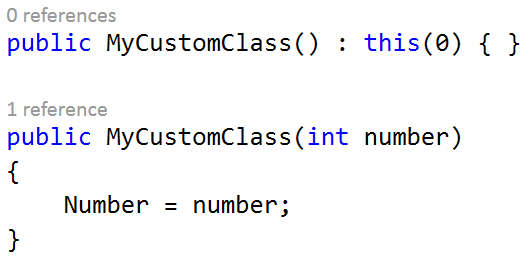 0 references
public MyCustomClass() : this(0) { }
1 reference
public MyCustomClass(int number)
{
    Number = number;
}